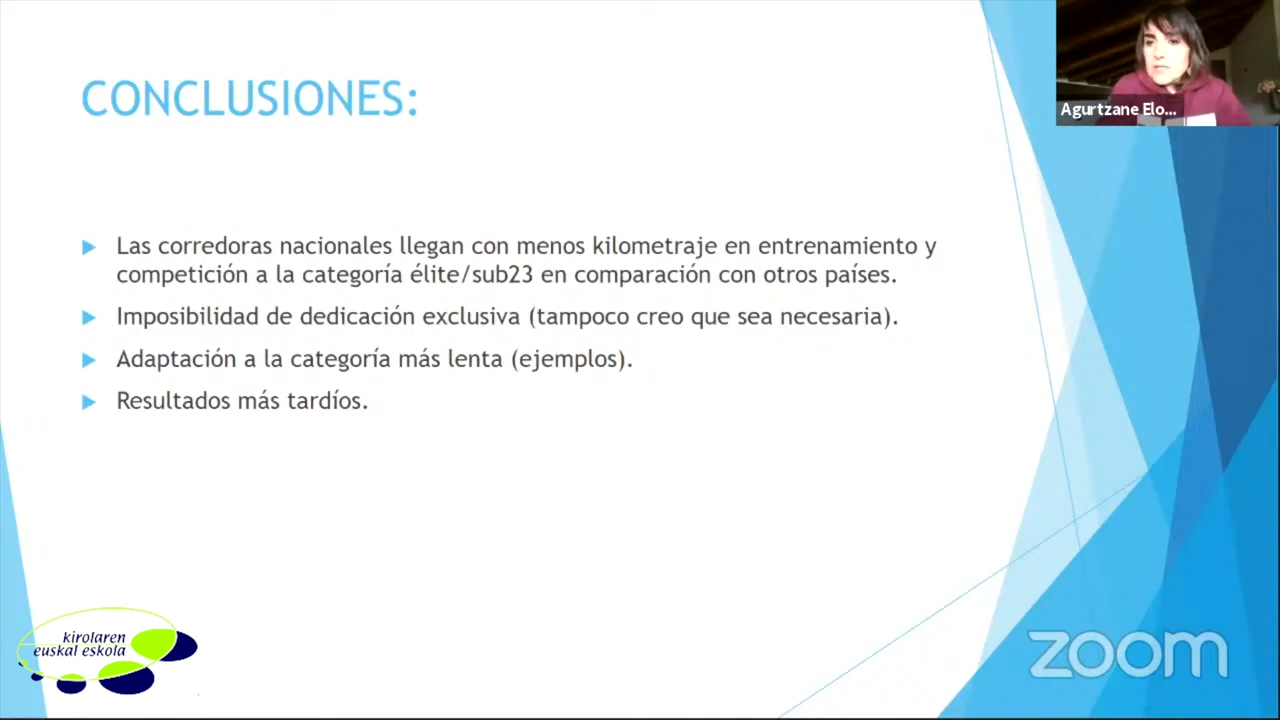 CONCLUSIONES:
Agurtzane Elo...
Las corredoras nacionales llegan con menos kilometraje en entrenamiento y
competición a la categoría élite/sub23 en comparación con otros países.
Imposibilidad de dedicación exclusiva (tampoco creo que sea necesaria).
Adaptación a la categoría más lenta (ejemplos).
Resultados más tardíos.
kirolaren
euskal eskola
zoom